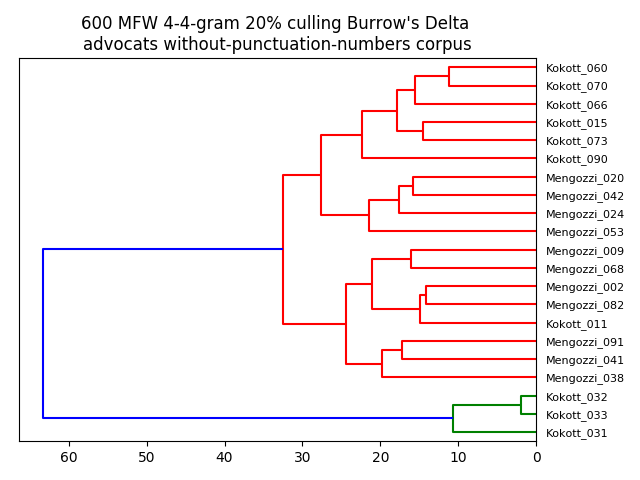 600 MFW 4-4-gram 20% culling Burrow's Delta
advocats without-punctuation-numbers corpus
Kokott_060
Kokott_070
Kokott_066
Kokott_015
Kokott_073
Kokott_090
Mengozzi_020
Mengozzi_042
Mengozzi_024
Mengozzi_053
Mengozzi_009
Mengozzi_068
Mengozzi_002
Mengozzi_082
Kokott_011
Mengozzi_091
Mengozzi_041
Mengozzi_038
Kokott_032
Kokott_033
Kokott_031
60 50 40 30 20 10 0